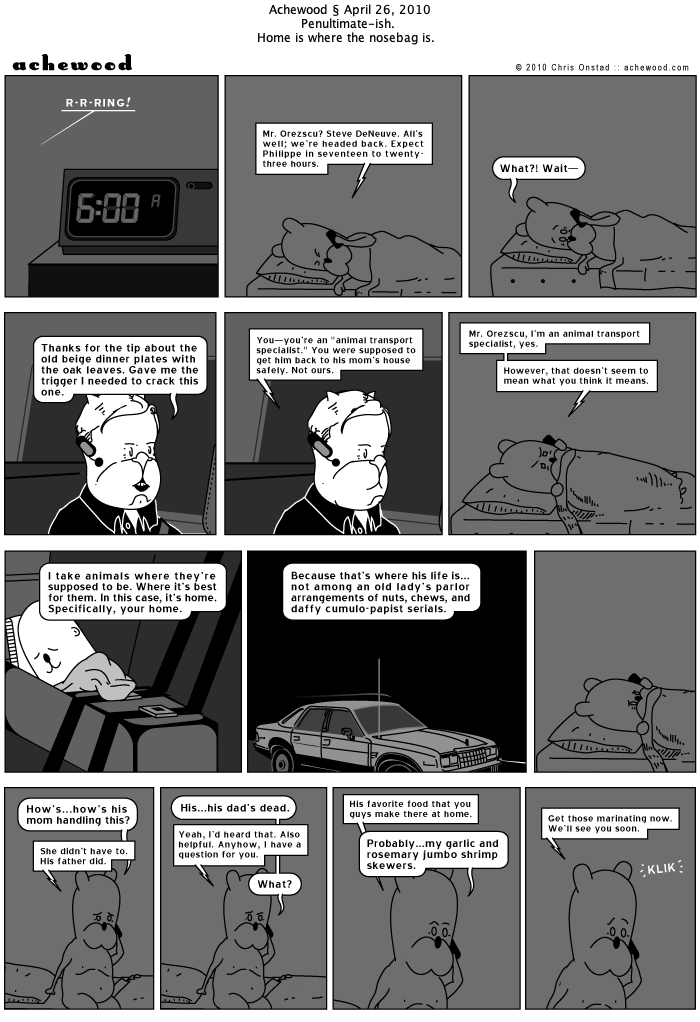 Achewood § April 26, 2010
Penultimate-ish.
Home is where the nosebag is.
achewood
© 2010 Chris Onstad :: achewood.com
R-R-RING!
6:00 A
Mr. Orezscu? Steve DeNeuve. All's
well; we're headed back. Expect
Philippe in seventeen to twenty-
three hours.
What?! Wait—
Thanks for the tip about the
old beige dinner plates with
the oak leaves. Gave me the
trigger I needed to crack this
one.
You—you're an "animal transport
specialist." You were supposed to
get him back to his mom's house
safely. Not ours.
Mr. Orezscu, I'm an animal transport
specialist, yes.
However, that doesn't seem to
mean what you think it means.
I take animals where they're
supposed to be. Where it's best
for them. In this case, it's home.
Specifically, your home.
Because that's where his life is...
not among an old lady's parlor
arrangements of nuts, chews, and
daffy cumulo-papist serials.
How's...how's his
mom handling this?
She didn't have to.
His father did.
His...his dad's dead.
Yeah, I'd heard that. Also
helpful. Anyhow, I have a
question for you.
What?
His favorite food that you
guys make there at home.
Probably...my garlic and
rosemary jumbo shrimp
skewers.
Get those marinating now.
We'll see you soon.
KLIK